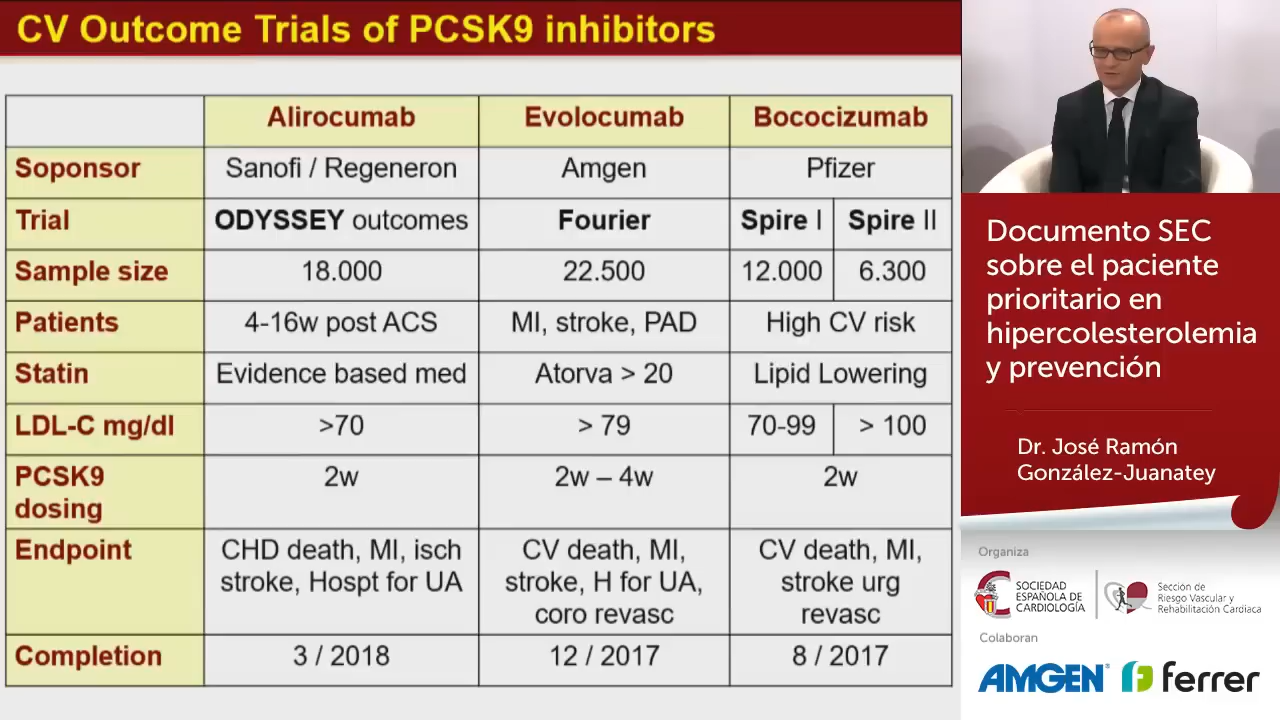 CV Outcome Trials of PCSK9 inhibitors
Alirocumab Evolocumab Bococizumab
Soponsor Sanofi / Regeneron Amgen Pfizer
Trial ODYSSEY outcomes Fourier Spire I Spire II
Sample size 18.000 22.500 12.000 6.300
Patients 4-16w post ACS MI, stroke, PAD High CV risk
Statin Evidence based med Atorva > 20 Lipid Lowering
LDL-C mg/dl >70 > 79 70-99 > 100
PCSK9 2w 2w – 4w 2w
dosing
Endpoint CHD death, MI, isch CV death, MI, CV death, MI,
stroke, Hospt for UA stroke, H for UA, stroke urg
coro revasc revasc
Completion 3 / 2018 12 / 2017 8 / 2017
Documento SEC
sobre el paciente
prioritario en
hipercolesterolemia
y prevención
Dr. José Ramón
González-Juanatey
Organiza
SOCIEDAD
ESPAÑOLA DE
CARDIOLOGÍA
Sección de
Riesgo Vascular y
Rehabilitación Cardiaca
Colaboran
AMGEN® ferrer